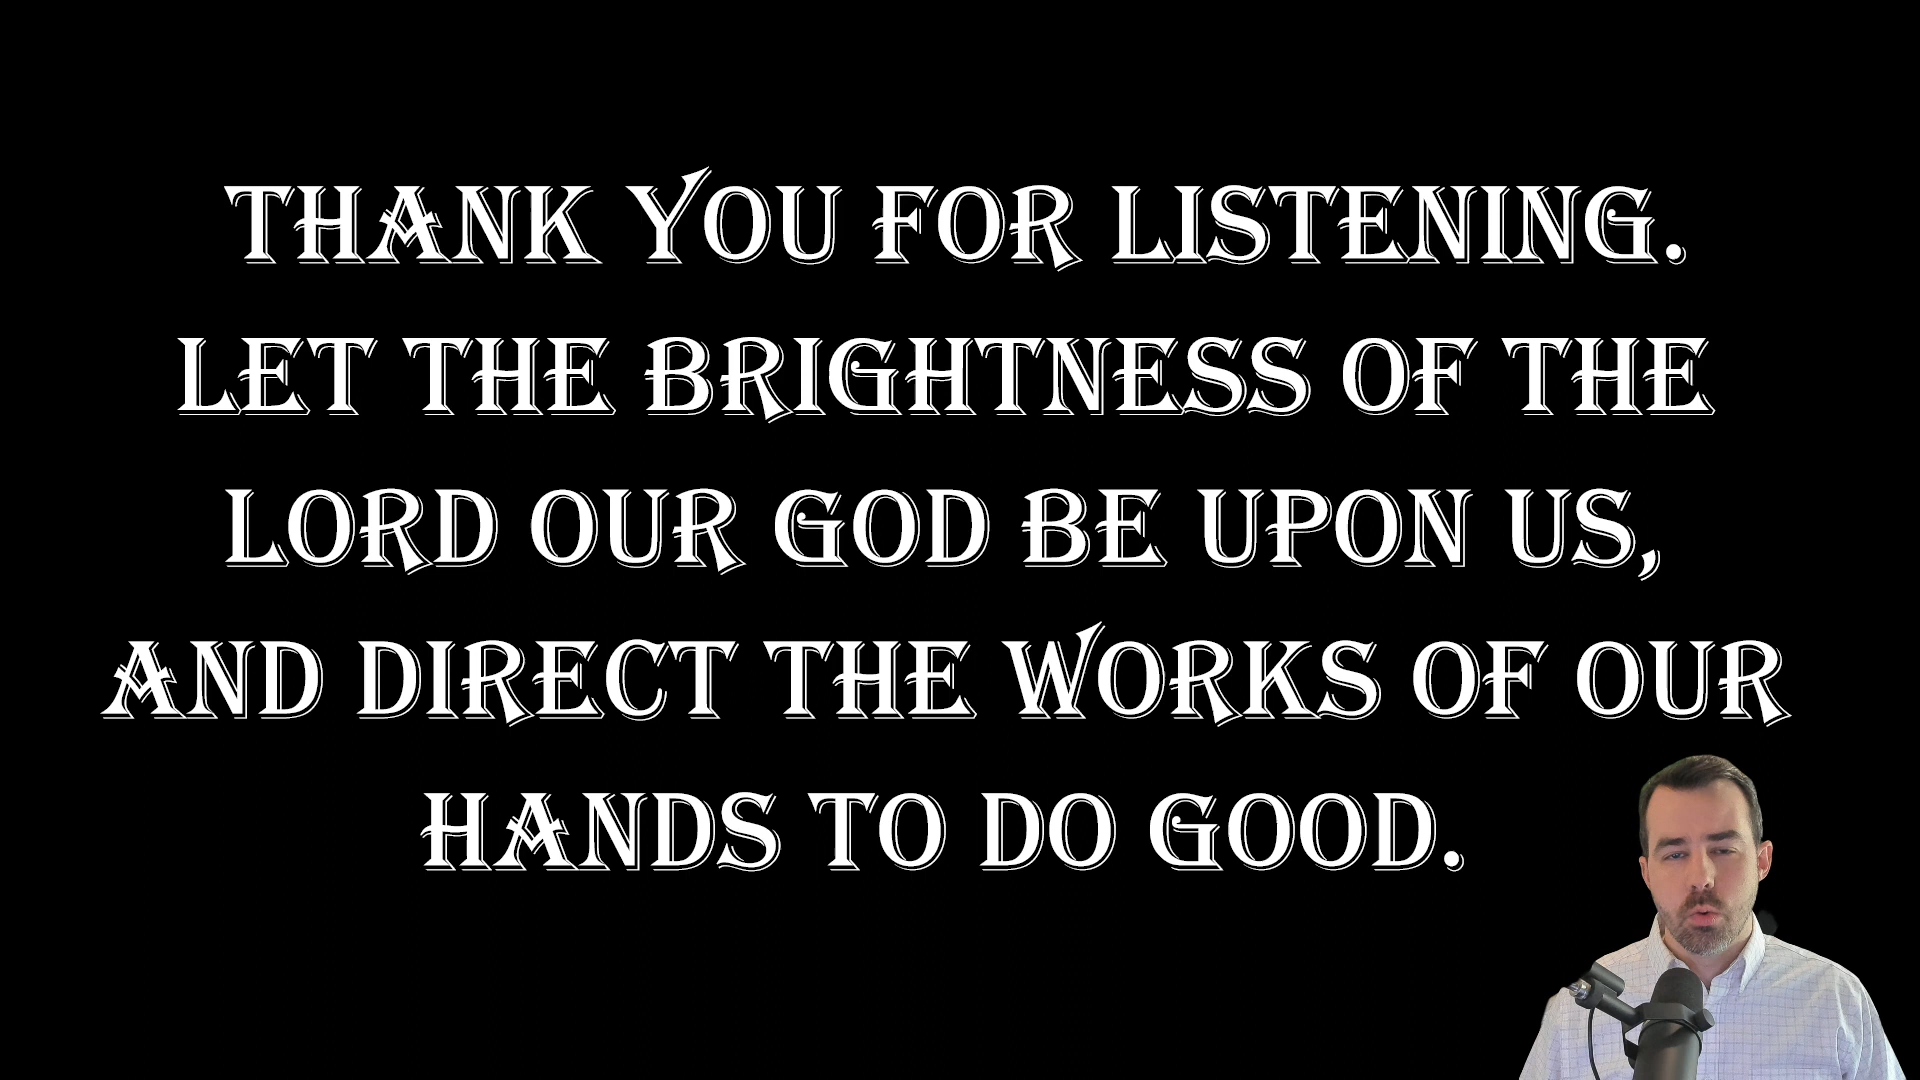 THANK YOU FOR LISTENING.
LET THE BRIGHTNESS OF THE
LORD OUR GOD BE UPON US,
AND DIRECT THE WORKS OF OUR
HANDS TO DO GOOD.